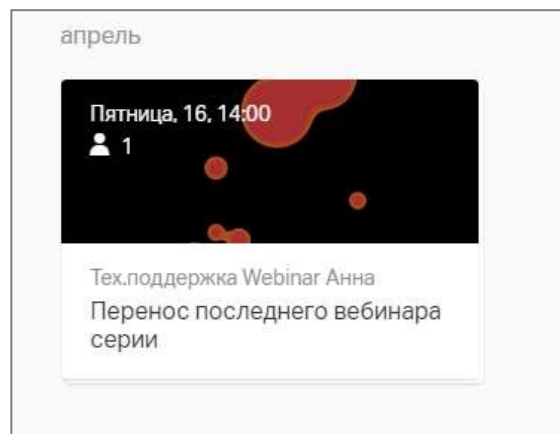 апрель
Пятница, 16, 14:00
1
Тех.поддержка Webinar Анна
Перенос последнего вебинара
серии